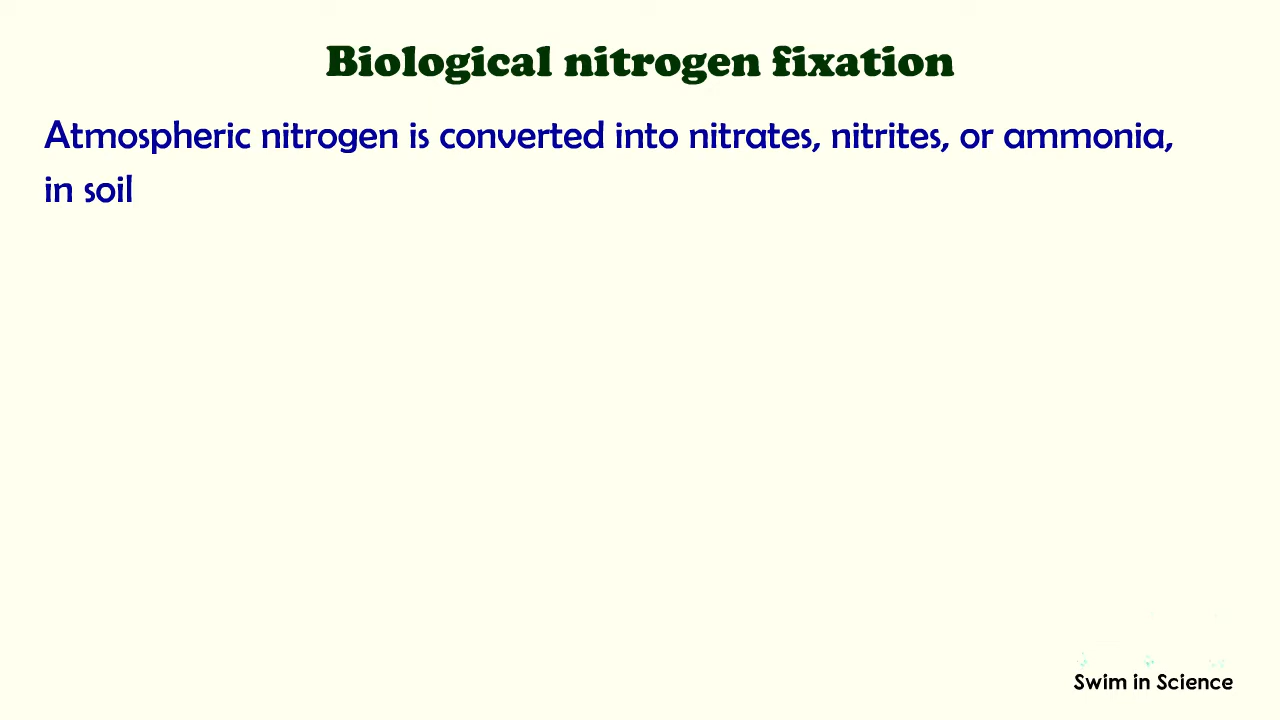 Biological nitrogen fixation
Atmospheric nitrogen is converted into nitrates, nitrites, or ammonia,
in soil
Swim in Science